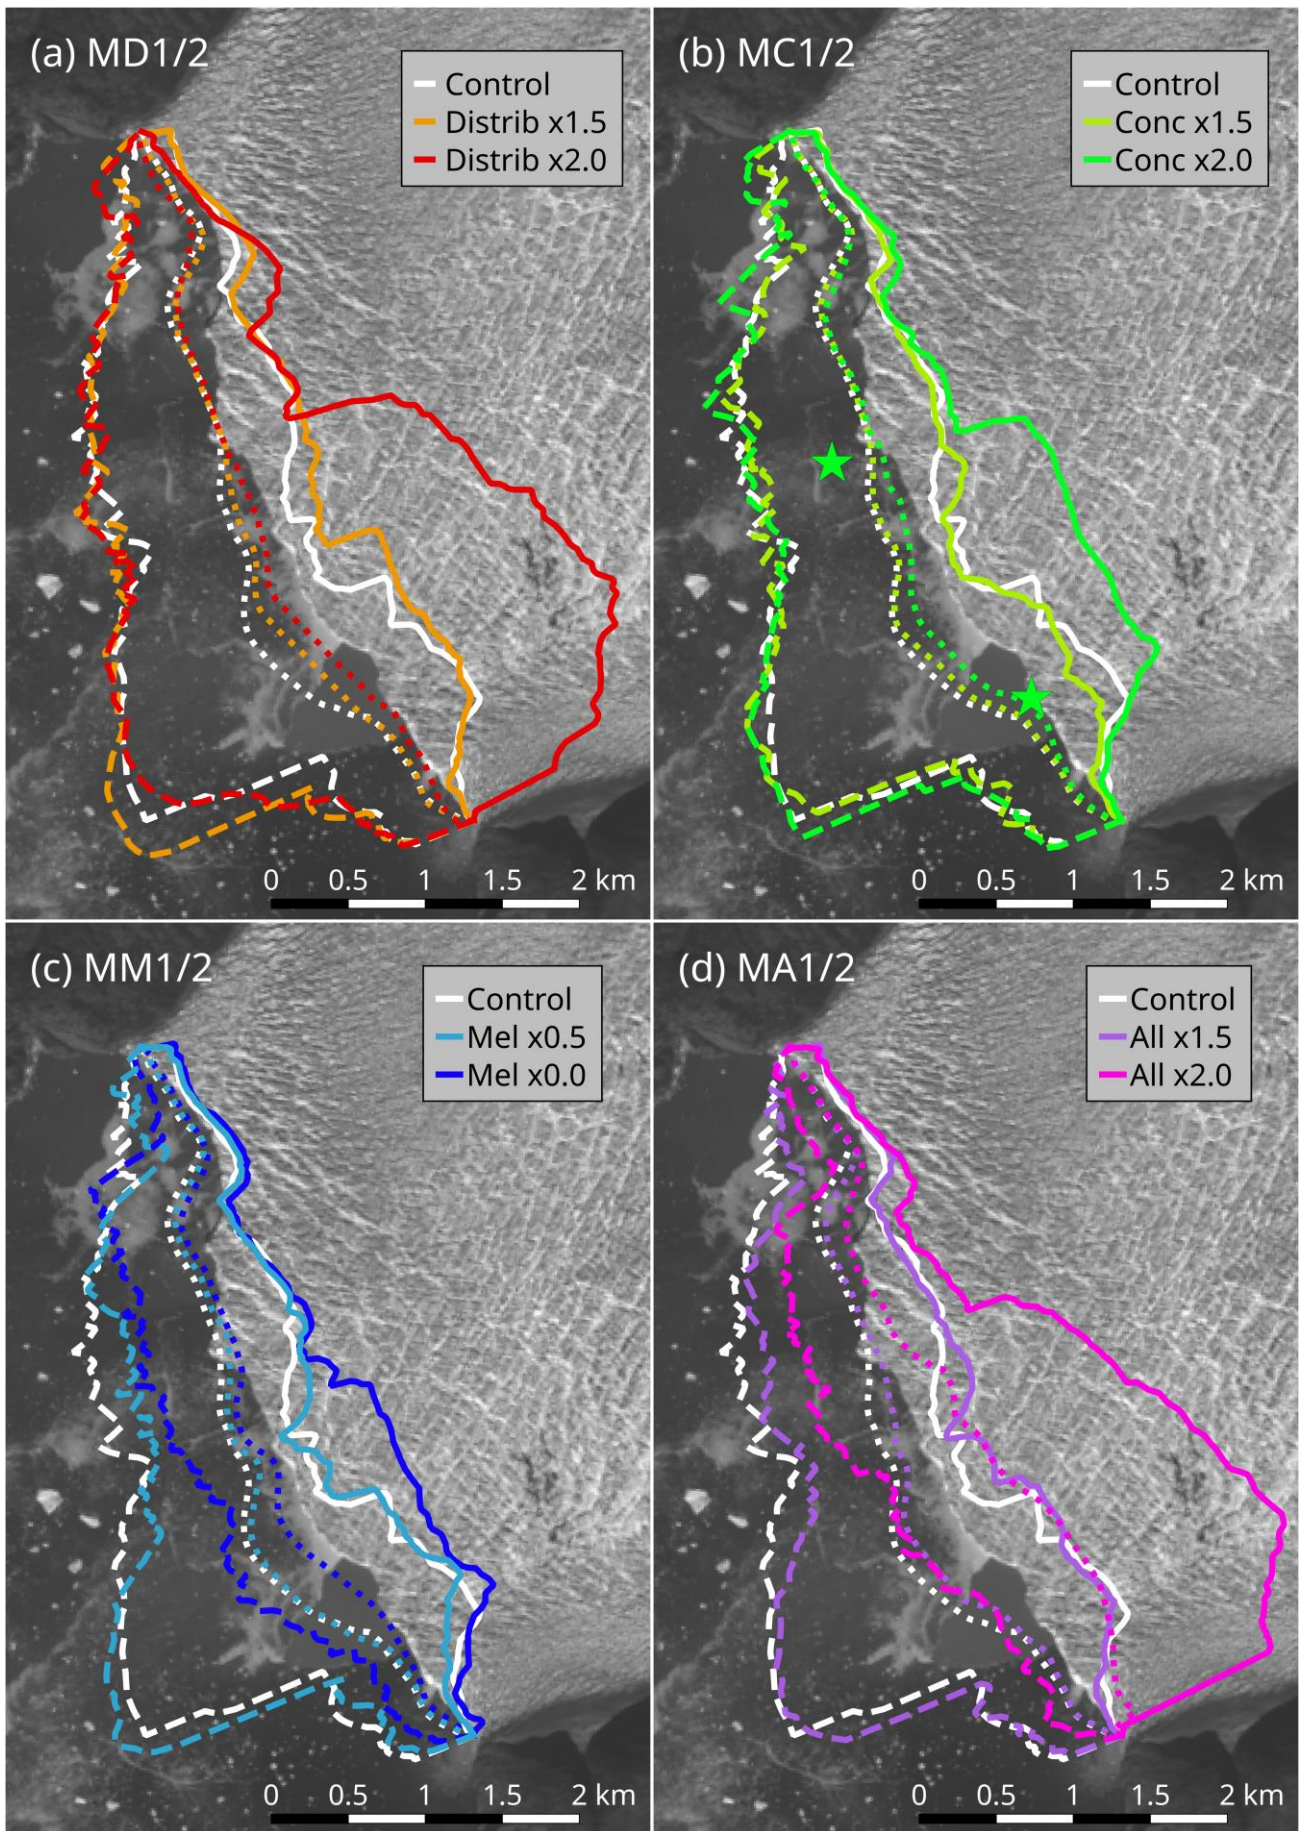 (a) MD1/2
Control
Distrib x1.5
Distrib x2.0
0 0.5 1 1.5 2 km
(b) MC1/2
Control
Conc x1.5
Conc x2.0
0 0.5 1 1.5 2 km
(c) MM1/2
Control
Mel x0.5
Mel x0.0
0 0.5 1 1.5 2 km
(d) MA1/2
Control
All x1.5
All x2.0
0 0.5 1 1.5 2 km